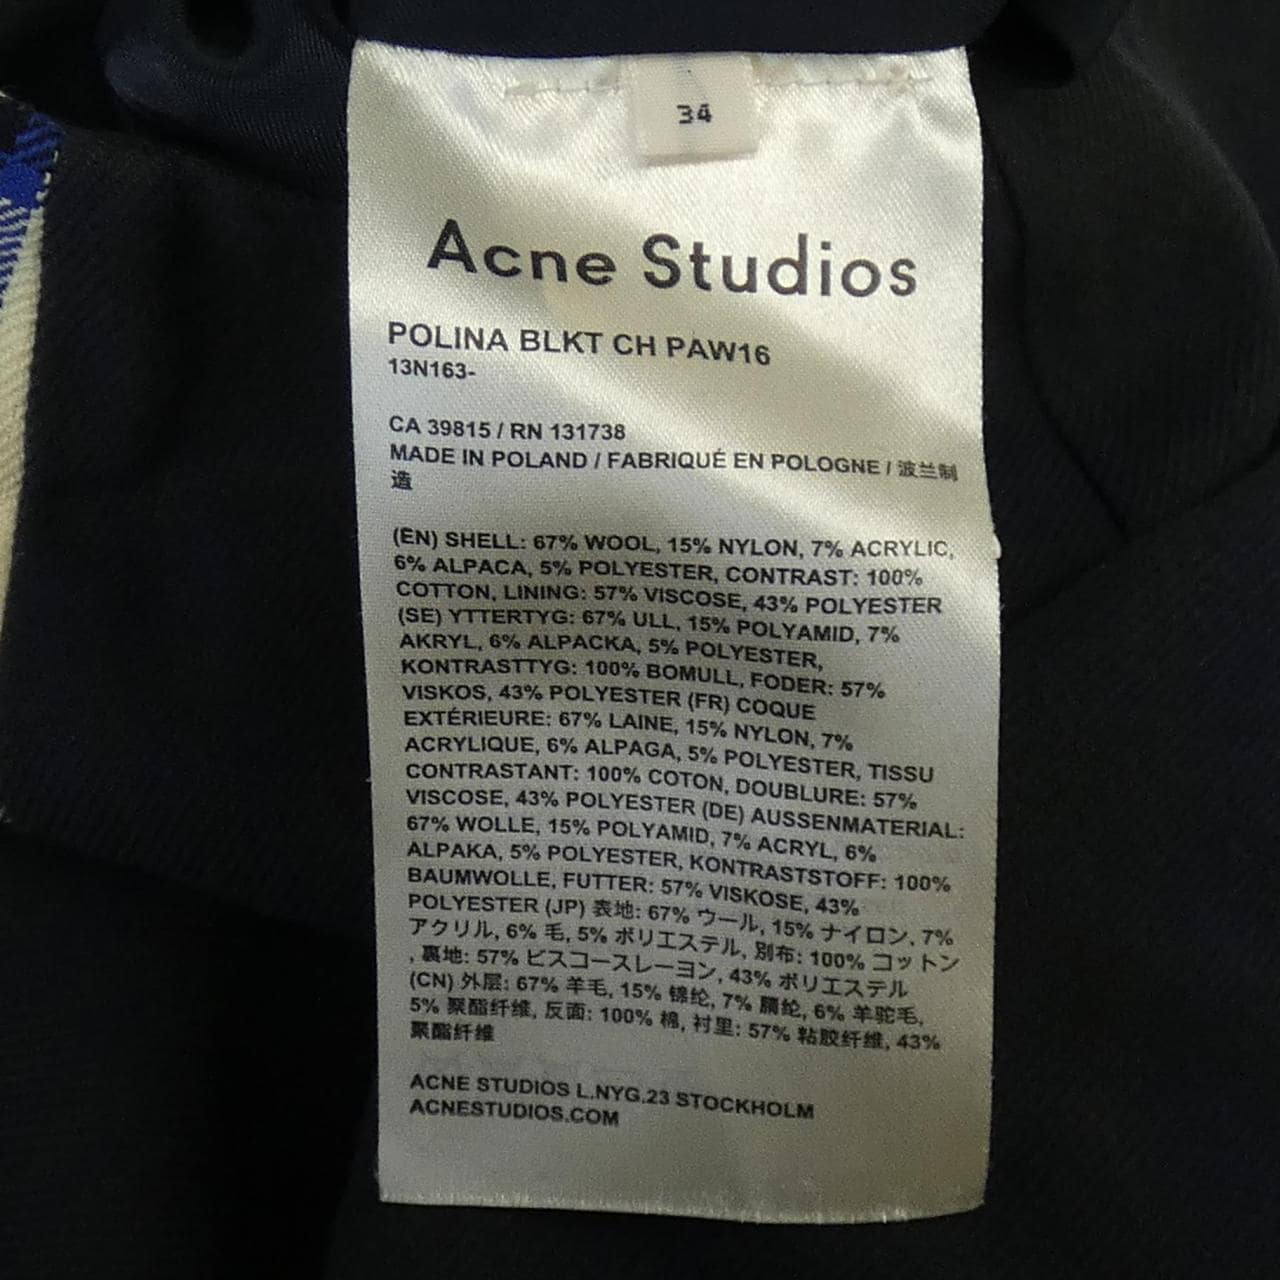 34
Acne Studios
POLINA BLKT CH PAW16
13N163-
CA 39815 / RN 131738
MADE IN POLAND / FABRIQUÉ EN POLOGNE / 波兰制
造
(EN) SHELL: 67% WOOL, 15% NYLON, 7% ACRYLIC,
6% ALPACA, 5% POLYESTER, CONTRAST: 100%
COTTON, LINING: 57% VISCOSE, 43% POLYESTER
(SE) YTTERTYG: 67% ULL, 15% POLYAMID, 7%
AKRYL, 6% ALPACKA, 5% POLYESTER,
KONTRASTTYG: 100% BOMULL, FODER: 57%
VISKOS, 43% POLYESTER (FR) COQUE
EXTÉRIEURE: 67% LAINE, 15% NYLON, 7%
ACRYLIQUE, 6% ALPAGA, 5% POLYESTER, TISSU
CONTRASTANT: 100% COTON, DOUBLURE: 57%
VISCOSE, 43% POLYESTER (DE) AUSSENMATERIAL:
67% WOLLE, 15% POLYAMID, 7% ACRYL, 6%
ALPAKA, 5% POLYESTER, KONTRASTSTOFF: 100%
BAUMWOLLE, FUTTER: 57% VISKOSE, 43%
POLYESTER (JP) 表地: 67% ウール, 15% ナイロン, 7%
アクリル, 6% 毛, 5% ポリエステル, 別布: 100% コットン
, 裏地: 57% ビスコースレーヨン, 43% ポリエステル
(CN) 外层: 67% 羊毛, 15% 锦纶, 7% 腈纶, 6% 羊驼毛,
5% 聚酯纤维, 反面: 100% 棉, 衬里: 57% 粘胶纤维, 43%
聚酯纤维
ACNE STUDIOS L.NYG.23 STOCKHOLM
ACNESTUDIOS.COM